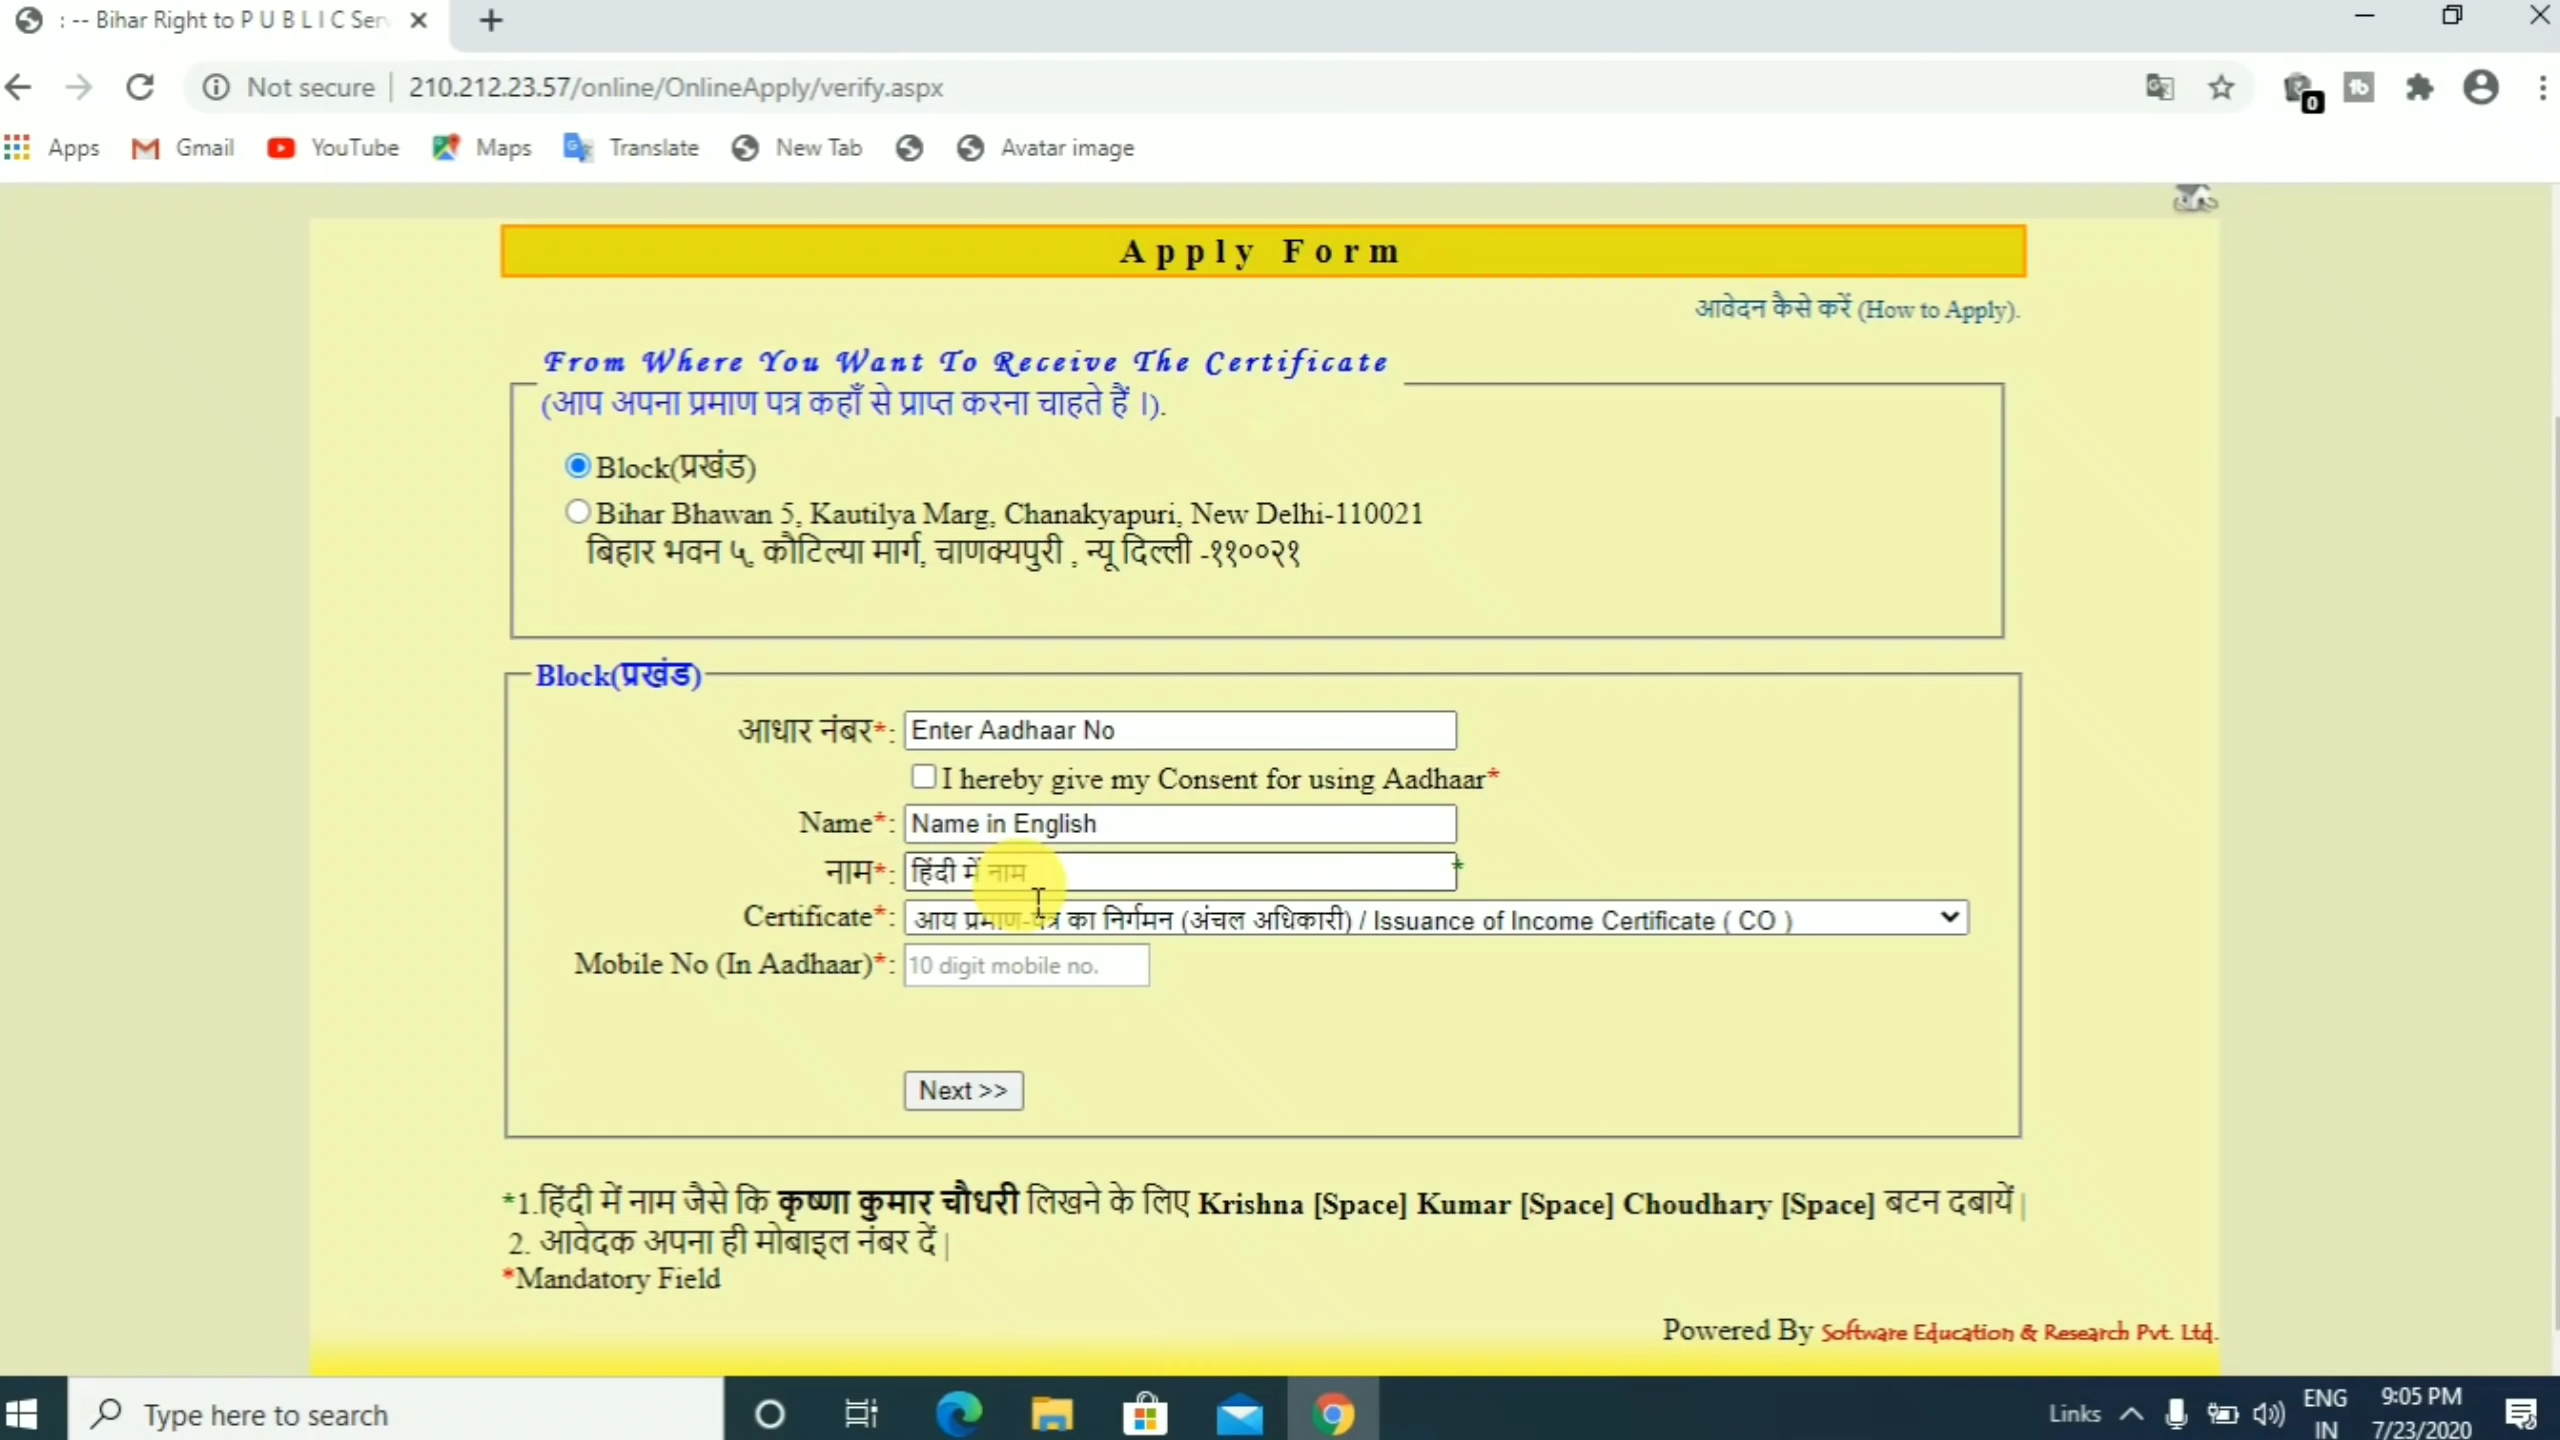 : -- Bihar Right to P U B L I C Ser
Not secure | 210.212.23.57/online/OnlineApply/verify.aspx
0
Apps Gmail YouTube Maps Translate New Tab Avatar image
Apply Form
आवेदन कैसे करें (How to Apply).
From Where You Want To Receive The Certificate
(आप अपना प्रमाण पत्र कहाँ से प्राप्त करना चाहते हैं ।).
Block(प्रखंड)
Bihar Bhawan 5, Kautilya Marg, Chanakyapuri, New Delhi-110021
बिहार भवन ५, कौटिल्या मार्ग, चाणक्यपुरी , न्यू दिल्ली -११००२१
Block(प्रखंड)
आधार नंबर*: Enter Aadhaar No
I hereby give my Consent for using Aadhaar*
Name*: Name in English
नाम*: हिंदी में नाम *
Certificate*: आय प्रमाण-पत्र का निर्गमन (अंचल अधिकारी) / Issuance of Income Certificate ( CO )
Mobile No (In Aadhaar)*: 10 digit mobile no.
Next >>
*1.हिंदी में नाम जैसे कि कृष्णा कुमार चौधरी लिखने के लिए Krishna [Space] Kumar [Space] Choudhary [Space] बटन दबायें |
2. आवेदक अपना ही मोबाइल नंबर दें |
*Mandatory Field
Powered By Software Education & Research Pvt. Ltd.
Type here to search
Links
ENG
IN
9:05 PM
7/23/2020